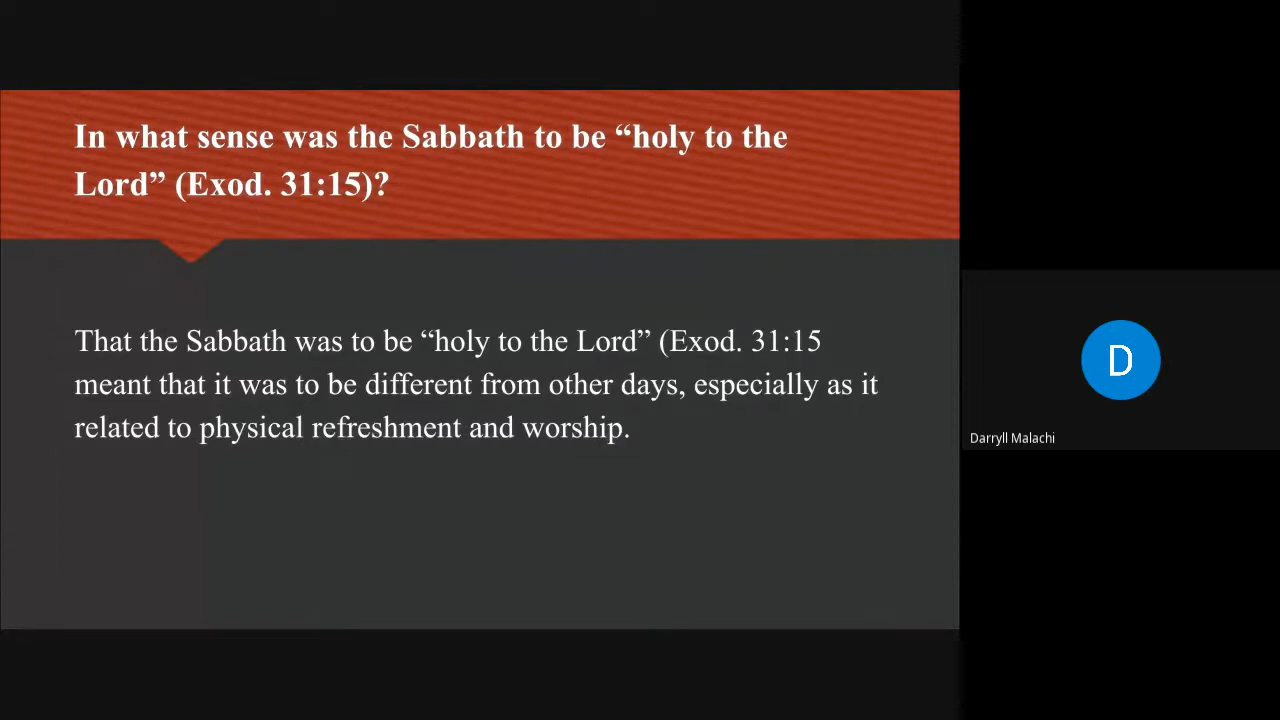 In what sense was the Sabbath to be “holy to the
Lord” (Exod. 31:15)?
That the Sabbath was to be “holy to the Lord” (Exod. 31:15
meant that it was to be different from other days, especially as it
related to physical refreshment and worship.
D
Darryll Malachi